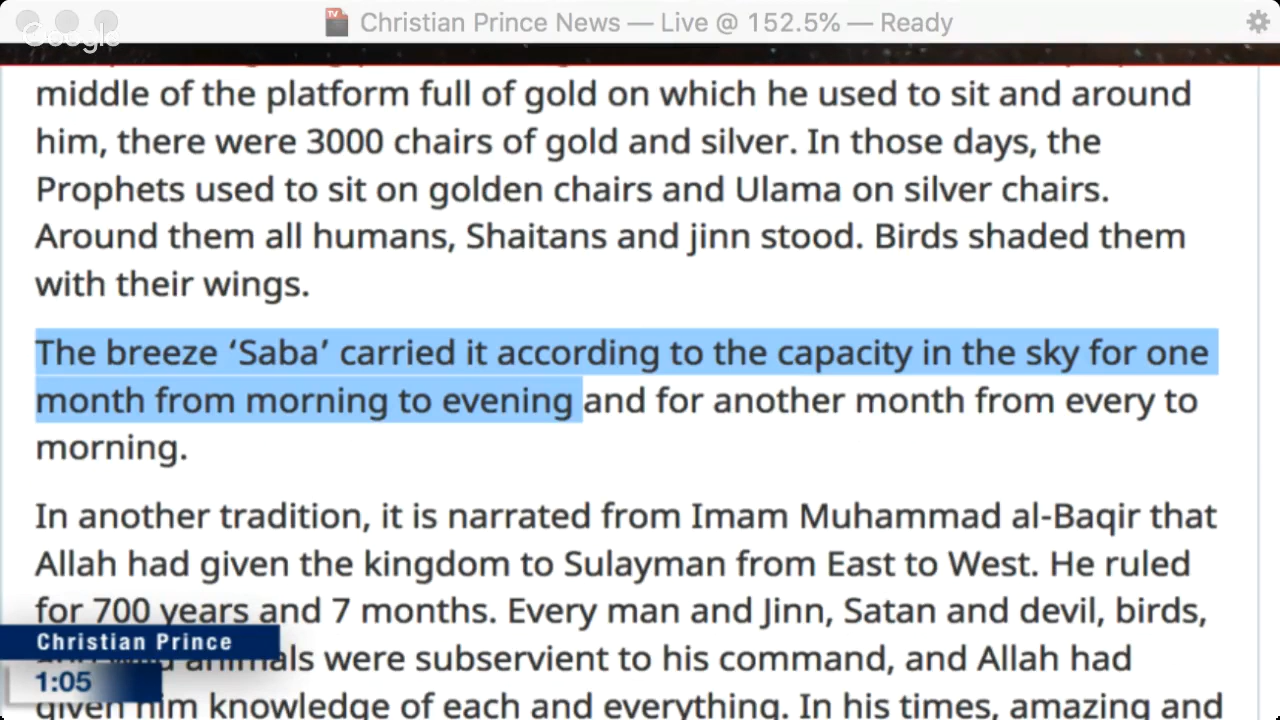 Christian Prince News — Live @ 152.5% — Ready
Google
middle of the platform full of gold on which he used to sit and around
him, there were 3000 chairs of gold and silver. In those days, the
Prophets used to sit on golden chairs and Ulama on silver chairs.
Around them all humans, Shaitans and jinn stood. Birds shaded them
with their wings.
The breeze ‘Saba’ carried it according to the capacity in the sky for one
month from morning to evening and for another month from every to
morning.
In another tradition, it is narrated from Imam Muhammad al-Baqir that
Allah had given the kingdom to Sulayman from East to West. He ruled
for 700 years and 7 months. Every man and Jinn, Satan and devil, birds,
Christian Prince
animals were subservient to his command, and Allah had
1:05
given him knowledge of each and everything. In his times, amazing and